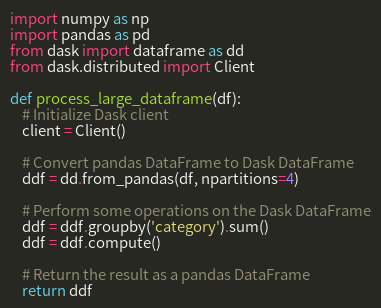 import numpy as np
import pandas as pd
from dask import dataframe as dd
from dask.distributed import Client

def process_large_dataframe(df):
    # Initialize Dask client
    client = Client()

    # Convert pandas DataFrame to Dask DataFrame
    ddf = dd.from_pandas(df, npartitions=4)

    # Perform some operations on the Dask DataFrame
    ddf = ddf.groupby('category').sum()
    ddf = ddf.compute()

    # Return the result as a pandas DataFrame
    return ddf